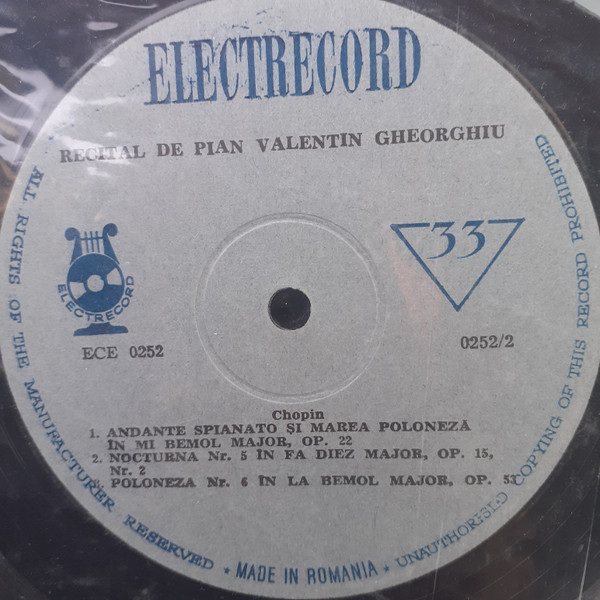 ELECTRECORD
RECITAL DE PIAN VALENTIN GHEORGHIU
33
ELECTRECORD
ECE 0252
0252/2
Chopin
1. ANDANTE SPIANATO ȘI MAREA POLONEZĂ
ÎN MI BEMOL MAJOR, OP. 22
2. NOCTURNA Nr. 5 ÎN FA DIEZ MAJOR, OP. 15,
Nr. 2
3. POLONEZA Nr. 6 ÎN LA BEMOL MAJOR, OP. 53
ALL RIGHTS OF THE MANUFACTURER RESERVED * MADE IN ROMANIA * UNAUTHORISED COPYING OF THIS RECORD PROHIBITED